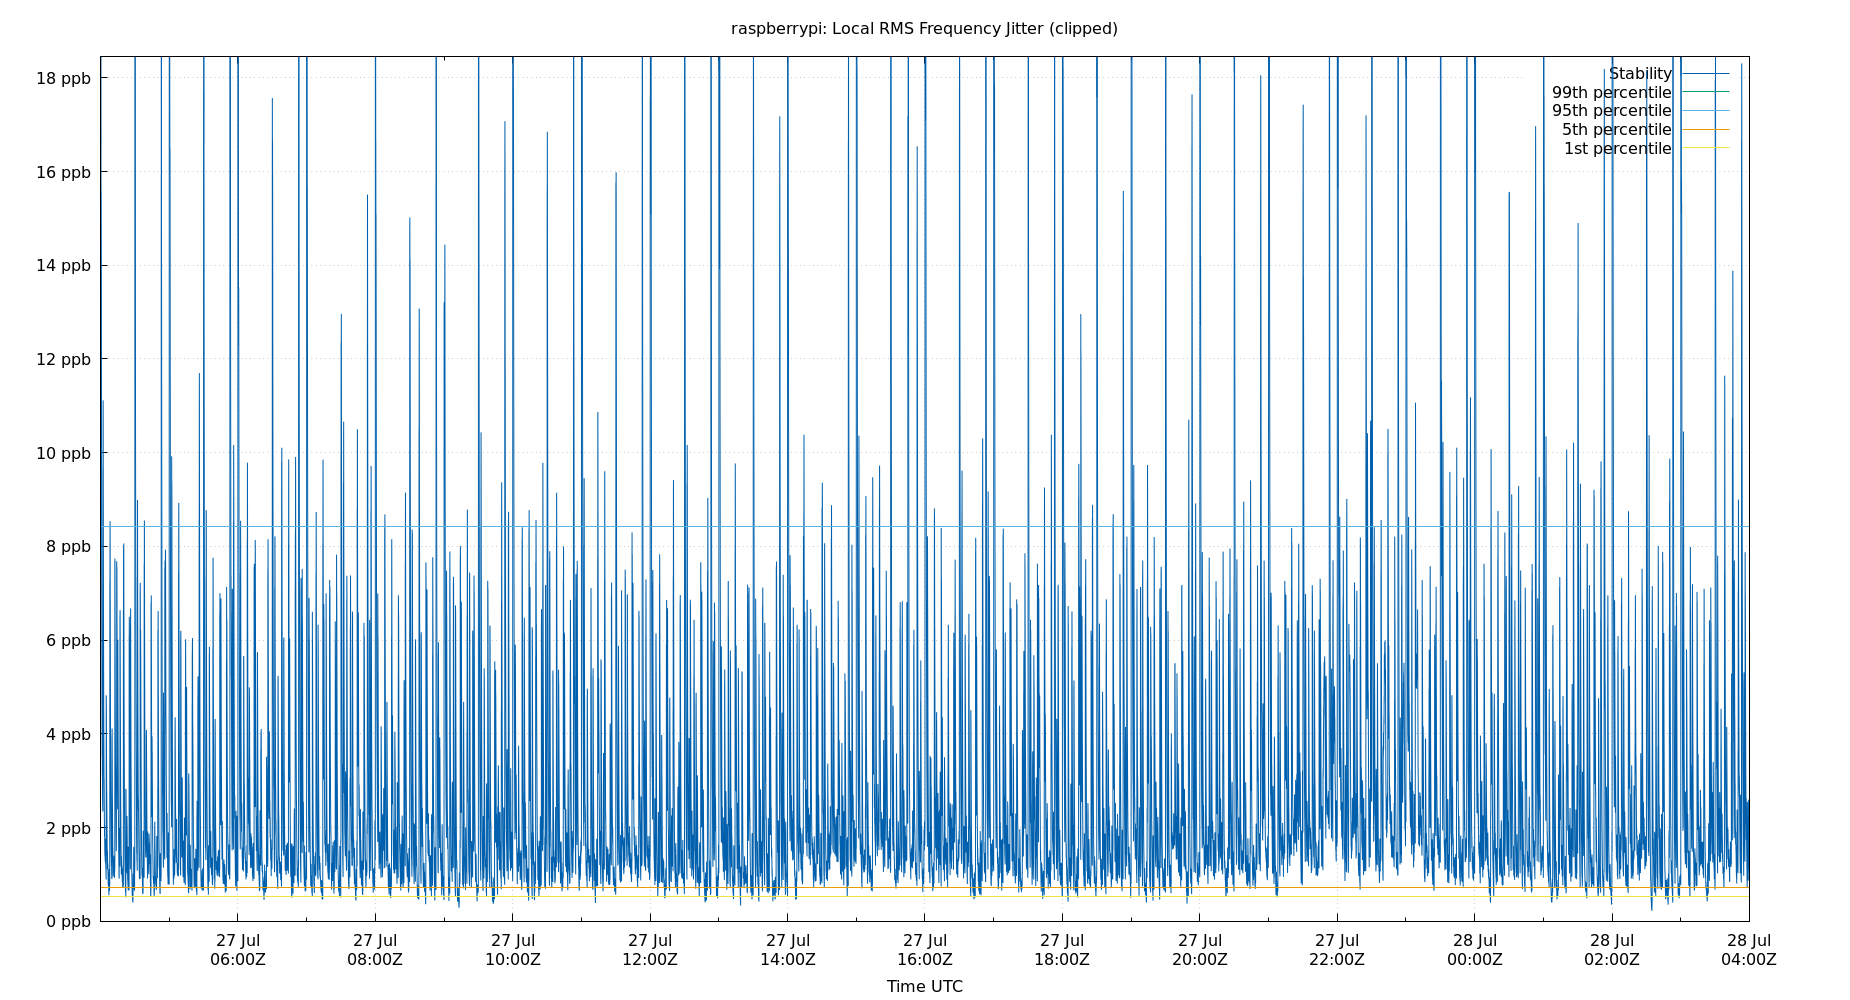 raspberrypi: Local RMS Frequency Jitter (clipped)
18 ppb
16 ppb
14 ppb
12 ppb
10 ppb
8 ppb
6 ppb
4 ppb
2 ppb
0 ppb
Stability
99th percentile
95th percentile
5th percentile
1st percentile
27 Jul 27 Jul 27 Jul 27 Jul 27 Jul 27 Jul 27 Jul 27 Jul 27 Jul 28 Jul 28 Jul 28 Jul
06:00Z 08:00Z 10:00Z 12:00Z 14:00Z 16:00Z 18:00Z 20:00Z 22:00Z 00:00Z 02:00Z 04:00Z
Time UTC